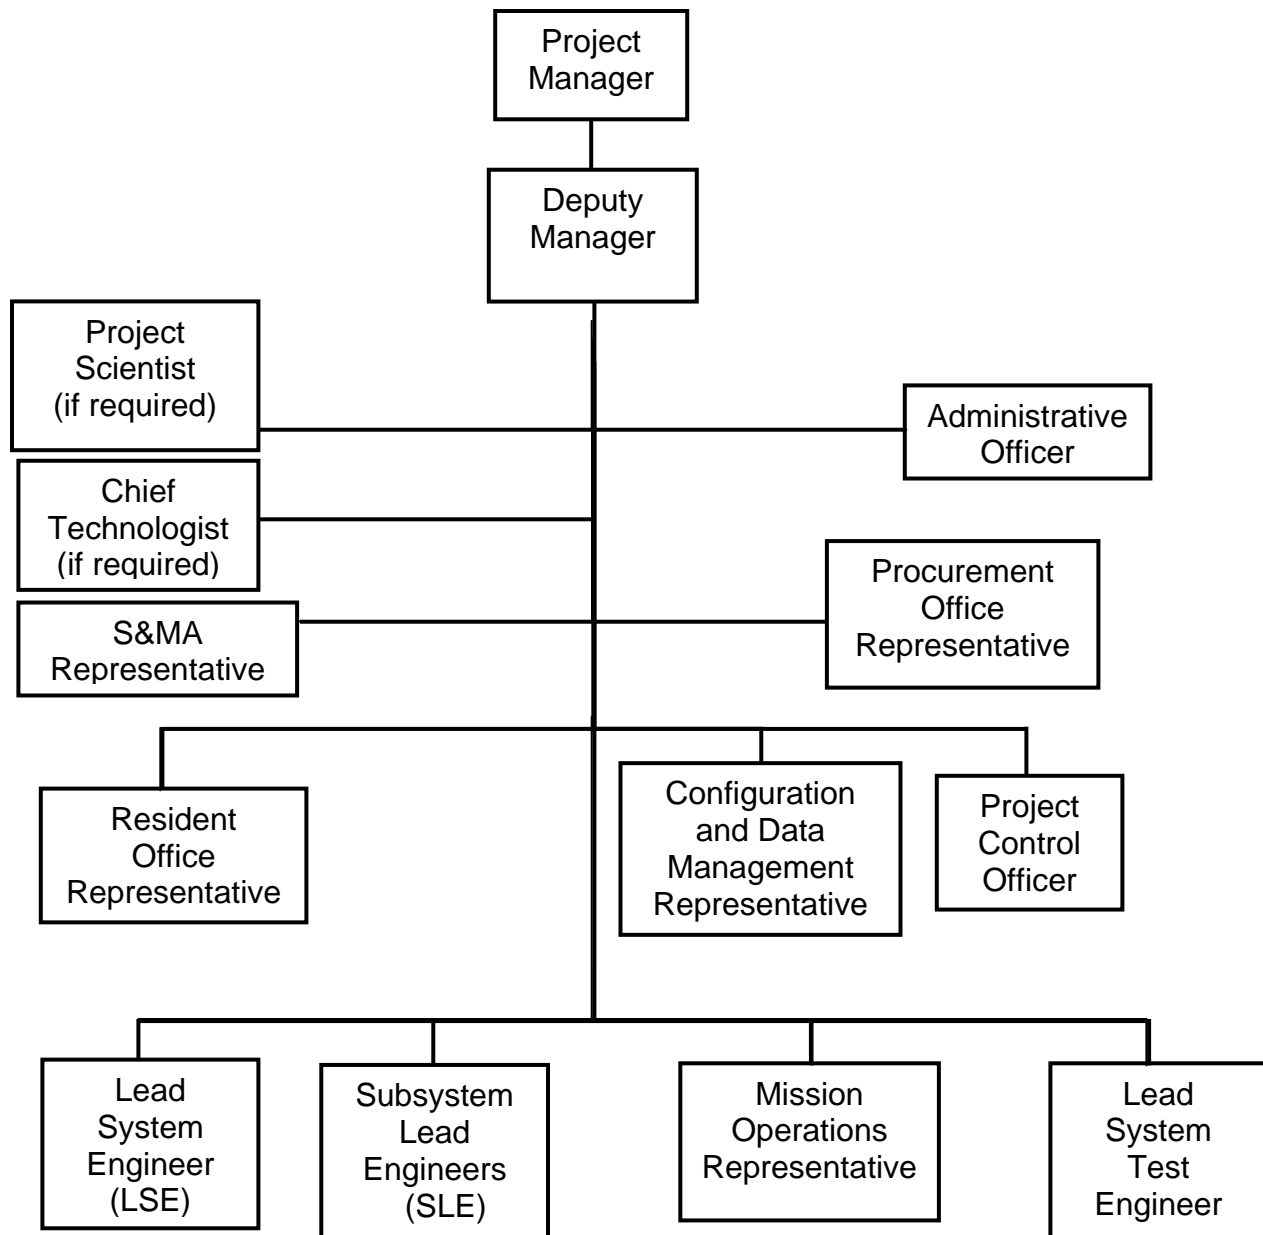 Project
Manager
Deputy
Manager
Project
Scientist
(if required)
Administrative
Officer
Chief
Technologist
(if required)
Procurement
Office
Representative
S&MA
Representative
Resident
Office
Representative
Configuration
and Data
Management
Representative
Project
Control
Officer
Lead
System
Engineer
(LSE)
Subsystem
Lead
Engineers
(SLE)
Mission
Operations
Representative
Lead
System
Test
Engineer